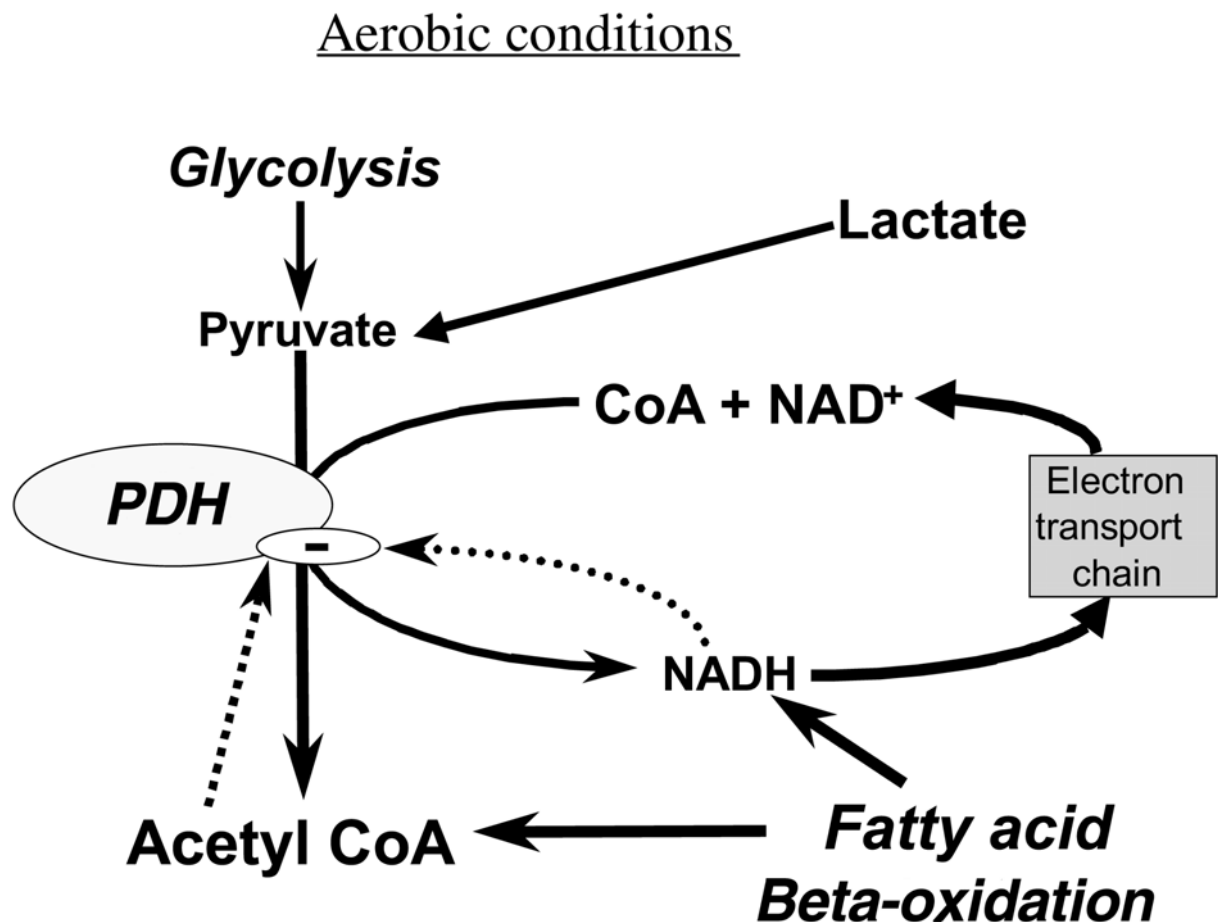 Aerobic conditions
Glycolysis
Lactate
Pyruvate
CoA + NAD⁺
PDH
-
Electron
transport
chain
NADH
Acetyl CoA
Fatty acid
Beta-oxidation